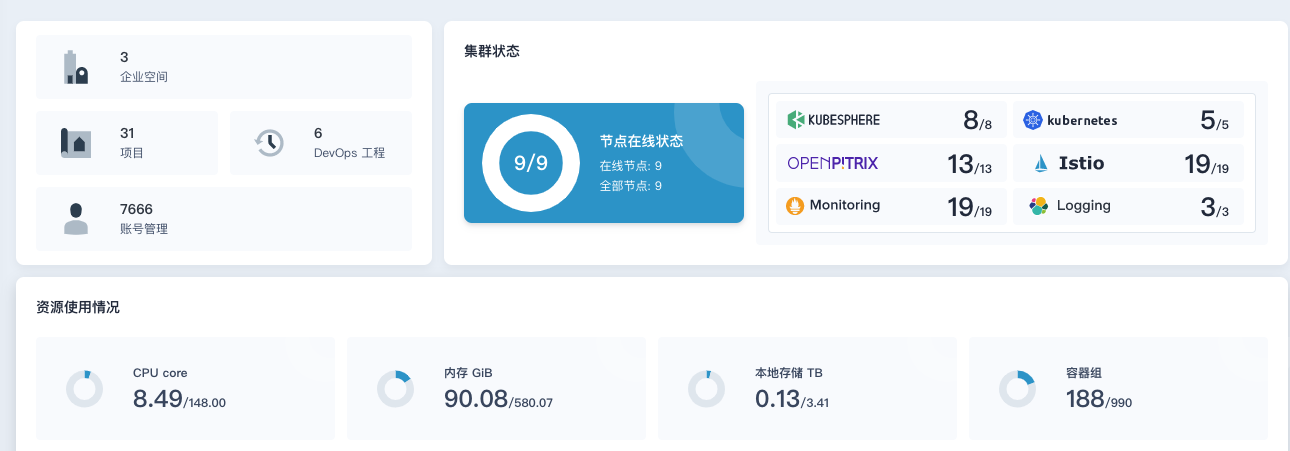 3
企业空间
31
项目
6
DevOps 工程
7666
账号管理
集群状态
9/9
节点在线状态
在线节点: 9
全部节点: 9
KUBESPHERE 8/8
kubernetes 5/5
OPENPITRIX 13/13
Istio 19/19
Monitoring 19/19
Logging 3/3
资源使用情况
CPU core
8.49/148.00
内存 GiB
90.08/580.07
本地存储 TB
0.13/3.41
容器组
188/990